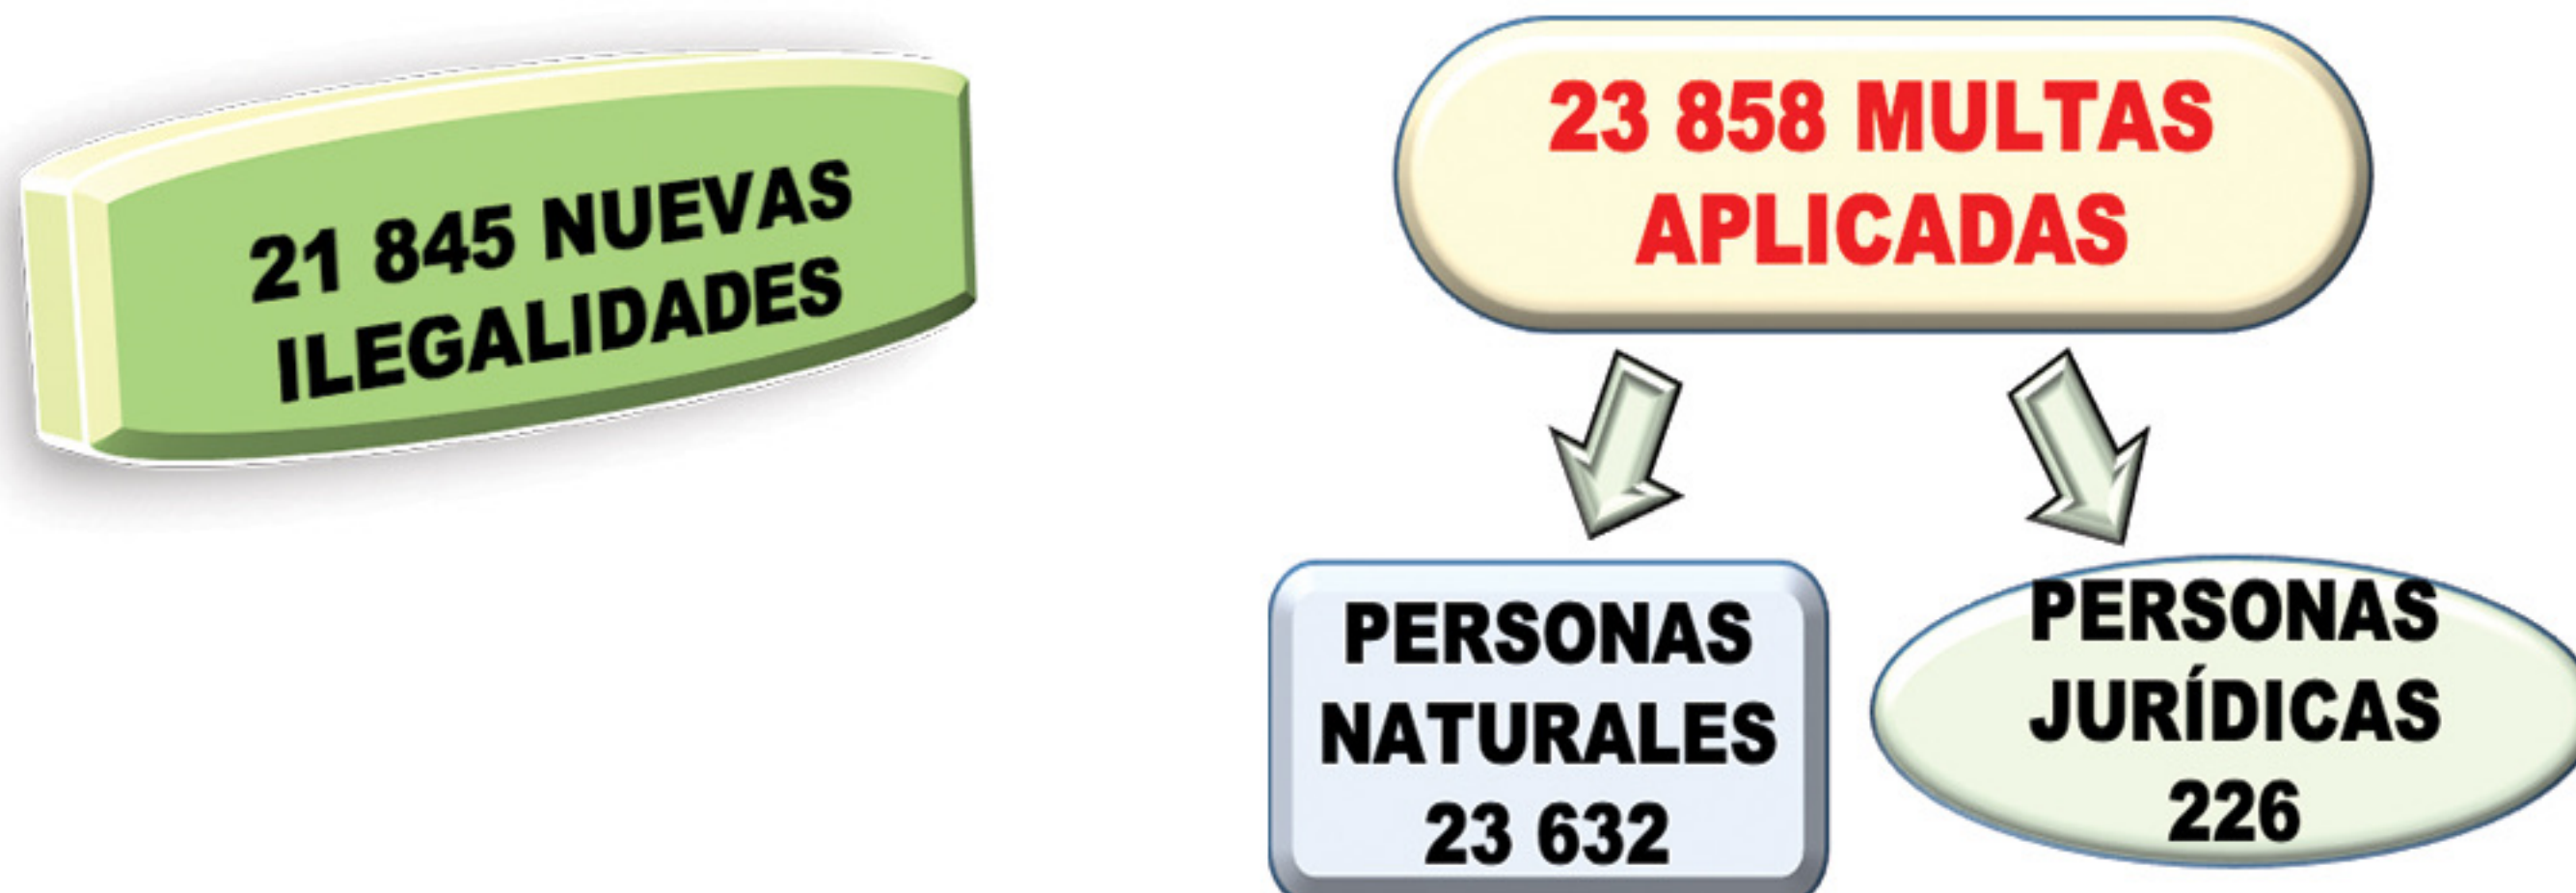 21 845 NUEVAS
ILEGALIDADES
23 858 MULTAS
APLICADAS
PERSONAS
NATURALES
23 632
PERSONAS
JURÍDICAS
226